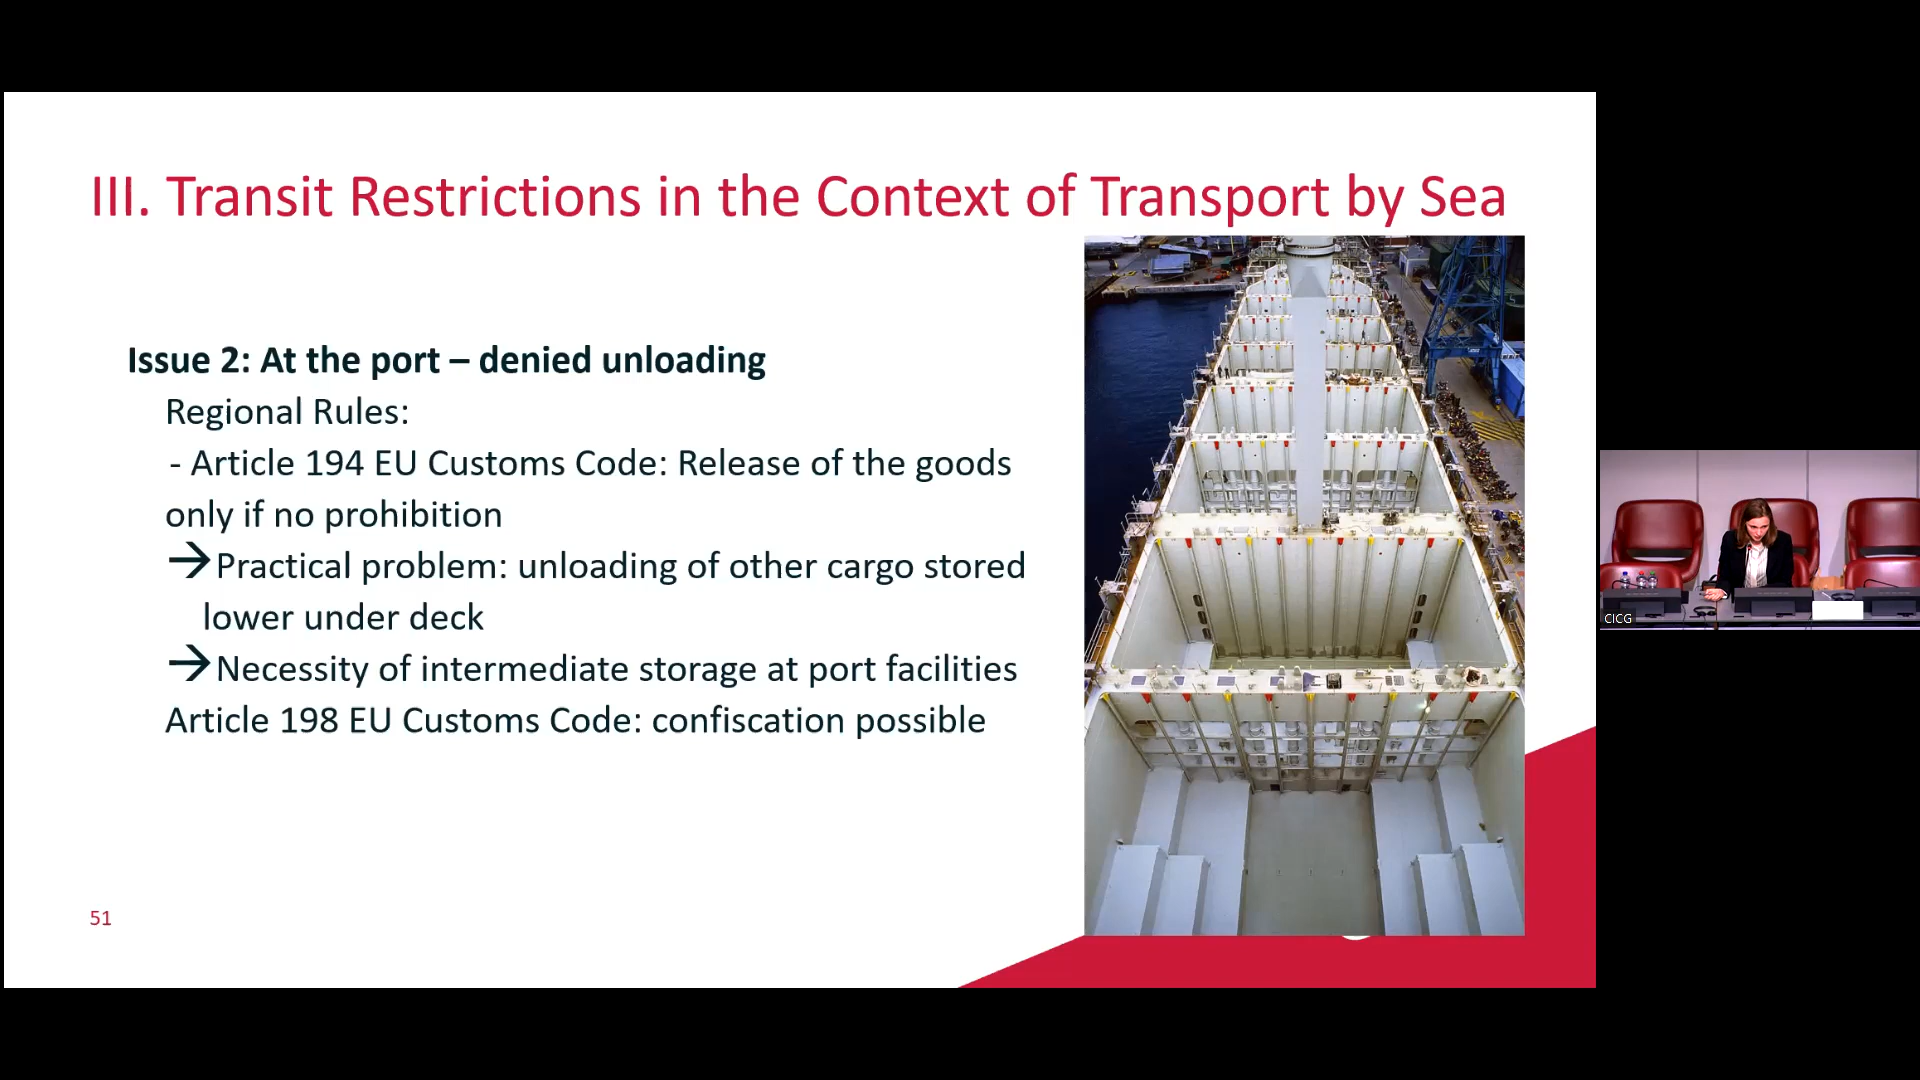 III. Transit Restrictions in the Context of Transport by Sea
Issue 2: At the port – denied unloading
Regional Rules:
- Article 194 EU Customs Code: Release of the goods
only if no prohibition
→Practical problem: unloading of other cargo stored
lower under deck
→Necessity of intermediate storage at port facilities
Article 198 EU Customs Code: confiscation possible
51
CICG